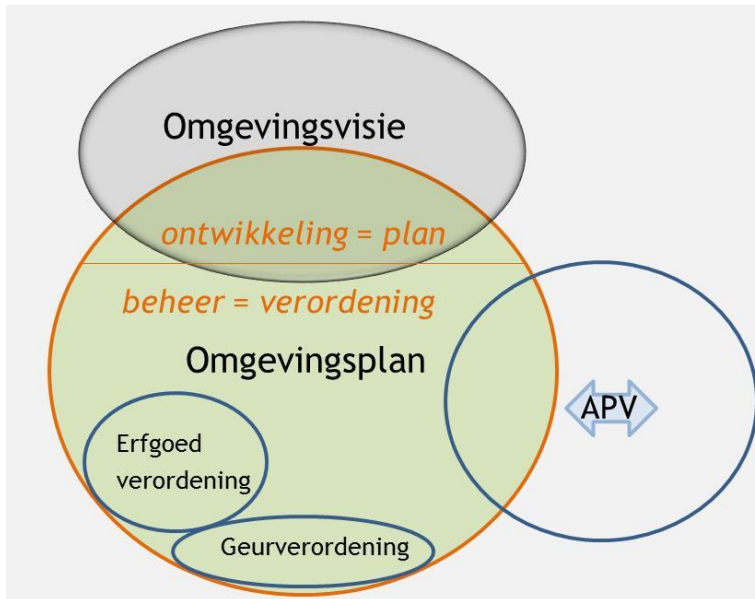 Omgevingsvisie
ontwikkeling = plan
beheer = verordening
Omgevingsplan
APV
Erfgoed
verordening
Geurverordening